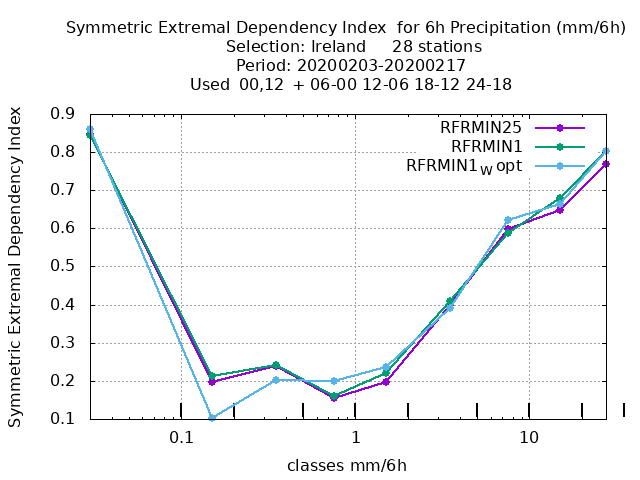 Symmetric Extremal Dependency Index  for 6h Precipitation (mm/6h)
Selection: Ireland     28 stations
Period: 20200203-20200217
Used  00,12  + 06-00 12-06 18-12 24-18
Symmetric Extremal Dependency Index
0.9
0.8
0.7
0.6
0.5
0.4
0.3
0.2
0.1
RFRMIN25
RFRMIN1
RFRMIN1wopt
0.1 1 10
classes mm/6h